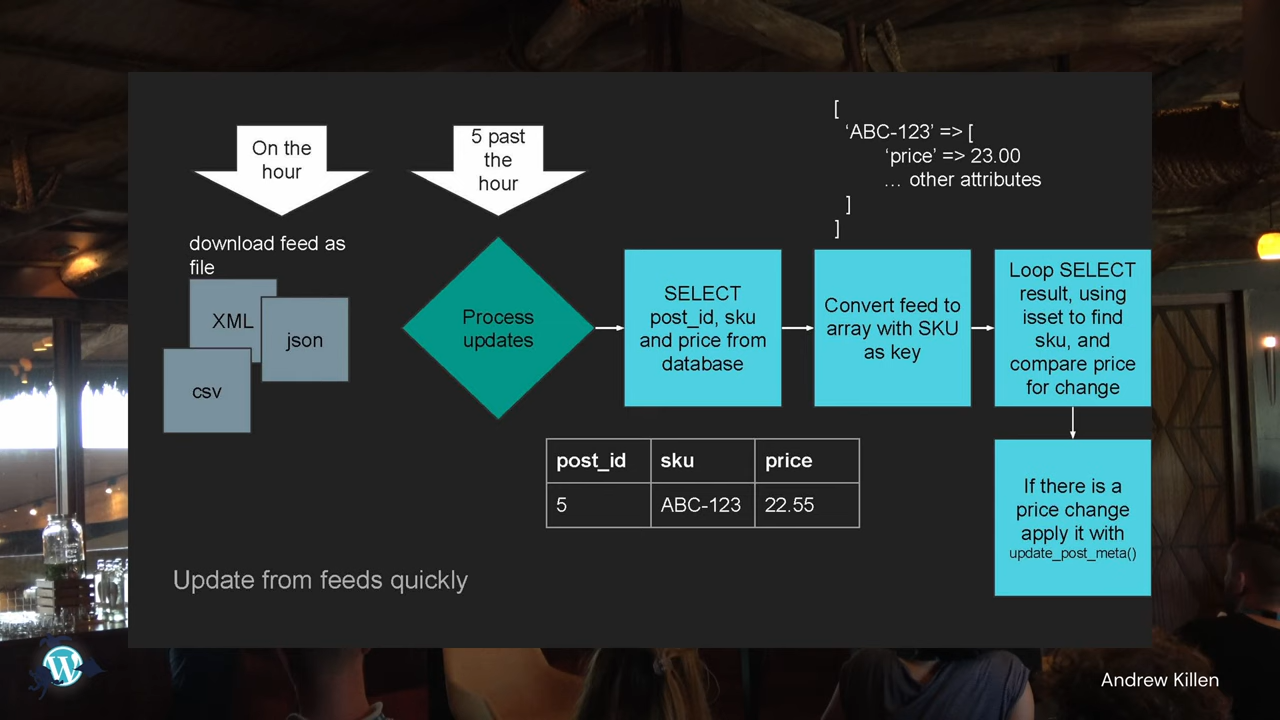 On the
hour
5 past
the
hour
[
‘ABC-123’ => [
‘price’ => 23.00
… other attributes
]
]
download feed as
file
XML
json
csv
Process
updates
SELECT
post_id, sku
and price from
database
Convert feed to
array with SKU
as key
Loop SELECT
result, using
isset to find
sku, and
compare price
for change
post_id sku price
5 ABC-123 22.55
If there is a
price change
apply it with
update_post_meta()
Update from feeds quickly
W
Andrew Killen